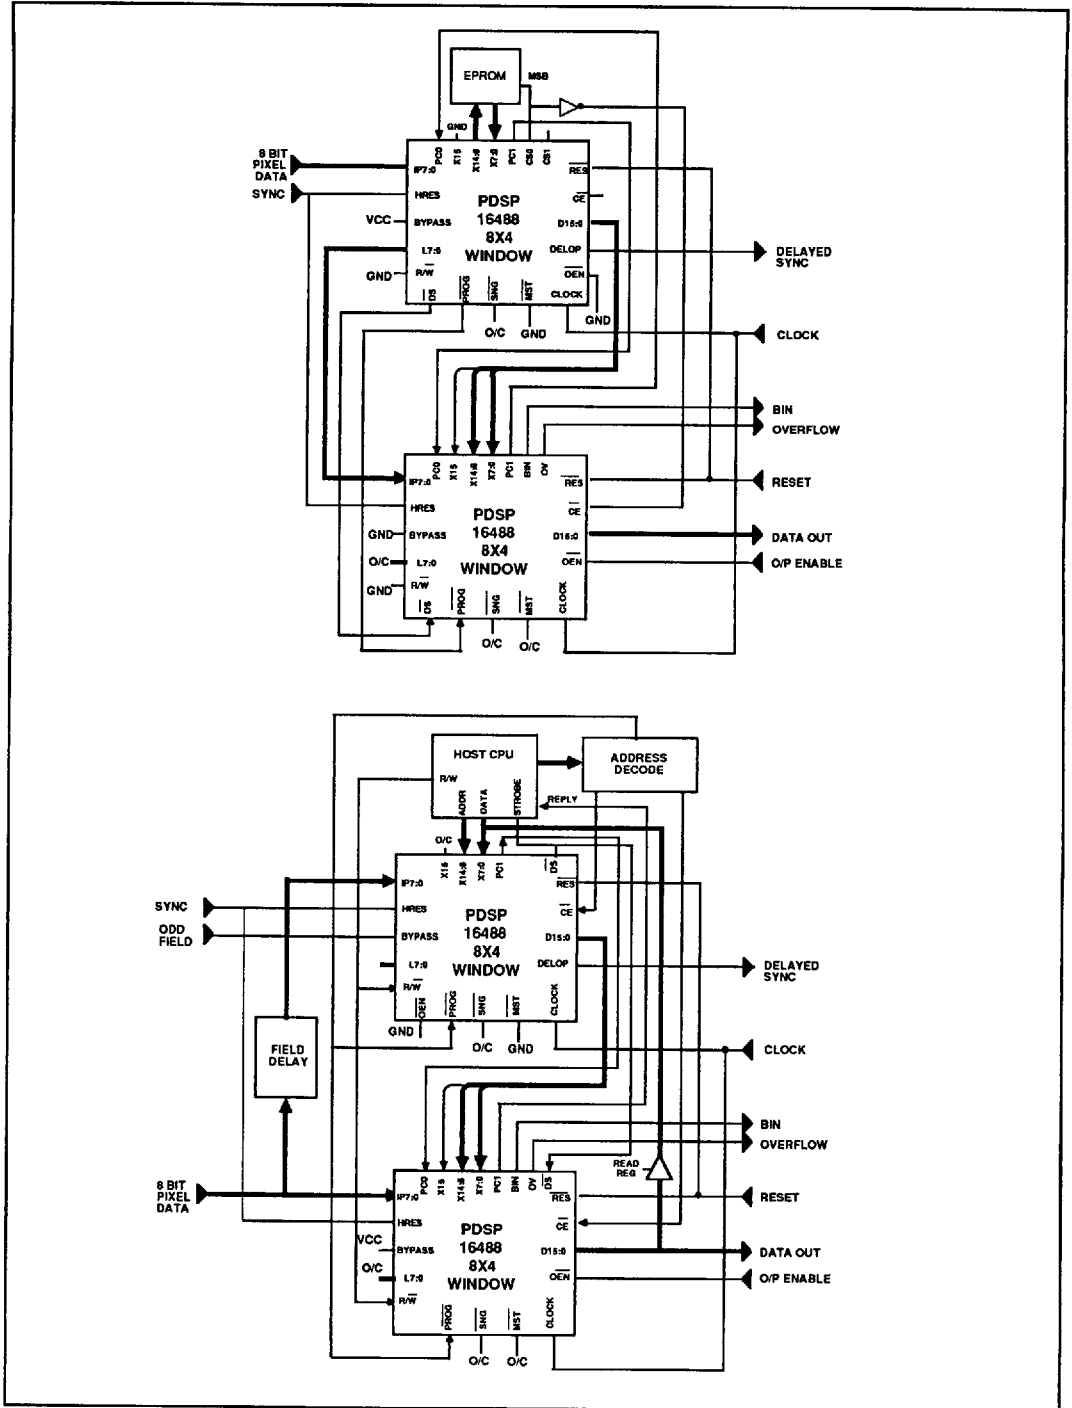 EPROM
MSB
GND
PC0
X15
X14:8
X7:0
PC1
CS0
CS1
8 BIT
PIXEL
DATA
IP7:0
RES
SYNC
HRES
CE
PDSP
16488
8X4
WINDOW
VCC
BYPASS
D15:0
L7:0
DELOP
DELAYED
SYNC
GND
R/W
OEN
DS
PROG
SNG
MST
CLOCK
GND
O/C
GND
CLOCK
BIN
OVERFLOW
PC0
X15
X14:8
X7:0
PC1
BIN
OV
IP7:0
RES
RESET
HRES
CE
PDSP
16488
8X4
WINDOW
GND
BYPASS
D15:0
DATA OUT
O/C
L7:0
OEN
O/P ENABLE
GND
R/W
DS
PROG
SNG
MST
CLOCK
O/C
O/C
HOST CPU
ADDRESS
DECODE
R/W
ADDR
DATA
STROBE
REPLY
O/C
X15
X14:8
X7:0
PC1
DS
IP7:0
RES
SYNC
HRES
CE
ODD
FIELD
BYPASS
PDSP
16488
8X4
WINDOW
D15:0
L7:0
DELOP
DELAYED
SYNC
R/W
OEN
PROG
SNG
MST
CLOCK
GND
O/C
GND
CLOCK
FIELD
DELAY
BIN
OVERFLOW
READ
REG
PC0
X15
X14:8
X7:0
PC1
BIN
OV
DS
8 BIT
PIXEL
DATA
IP7:0
RES
RESET
HRES
CE
PDSP
16488
8X4
WINDOW
VCC
BYPASS
D15:0
DATA OUT
O/C
L7:0
OEN
O/P ENABLE
R/W
PROG
SNG
MST
CLOCK
O/C
O/C